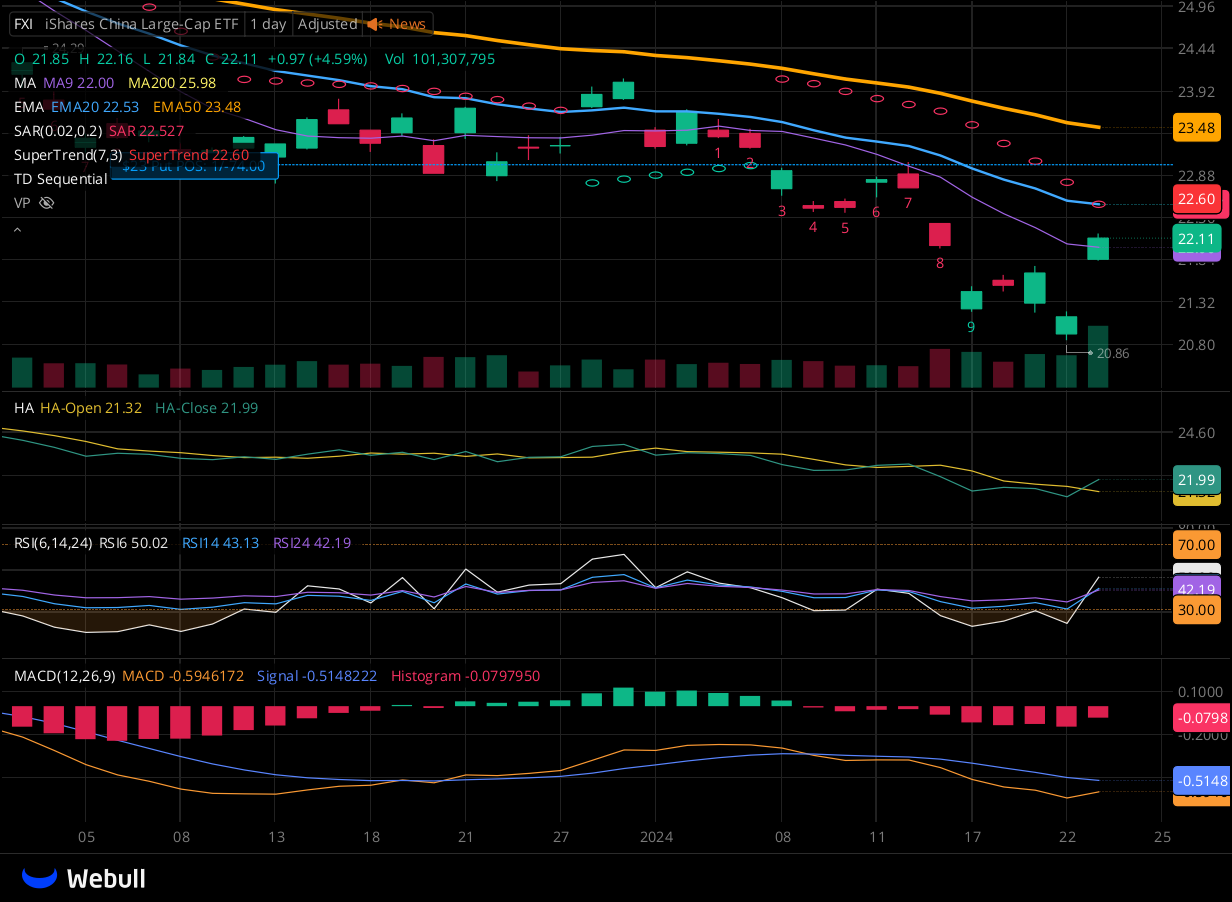 FXI iShares China Large-Cap ETF 1 day Adjusted News
24.96
24.44
O 21.85 H 22.16 L 21.84 C 22.11 +0.97 (+4.59%) Vol 101,307,795
MA MA9 22.00 MA200 25.98
23.92
EMA EMA20 22.53 EMA50 23.48
23.48
SAR(0.02,0.2) SAR 22.527
SuperTrend(7,3) SuperTrend 22.60
1
2
TD Sequential
22.88
VP
22.60
3
4
5
6
7
22.11
8
21.32
9
20.80
20.86
HA HA-Open 21.32 HA-Close 21.99
24.60
21.99
RSI(6,14,24) RSI6 50.02 RSI14 43.13 RSI24 42.19
70.00
42.19
30.00
MACD(12,26,9) MACD -0.5946172 Signal -0.5148222 Histogram -0.0797950
0.1000
-0.0798
-0.2000
-0.5148
05 08 13 18 21 27 2024 08 11 17 22 25
Webull